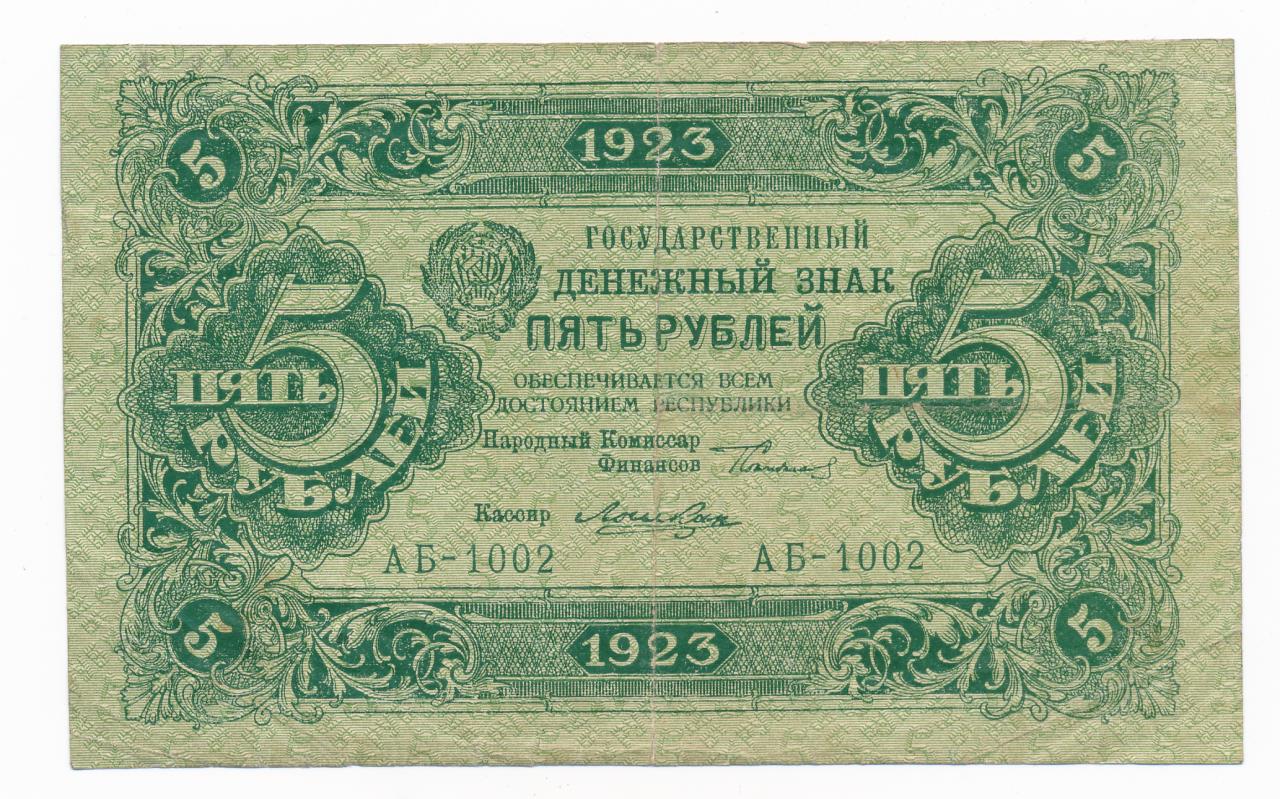 5
1923
5
ГОСУДАРСТВЕННЫЙ
ДЕНЕЖНЫЙ ЗНАК
ПЯТЬ РУБЛЕЙ
ОБЕСПЕЧИВАЕТСЯ ВСЕМ
ДОСТОЯНИЕМ РЕСПУБЛИКИ
5
ПЯТЬ
РУБЛЕЙ
5
ПЯТЬ
РУБЛЕЙ
Народный Комиссар
Финансов
Кассир
АБ-1002
АБ-1002
5
1923
5